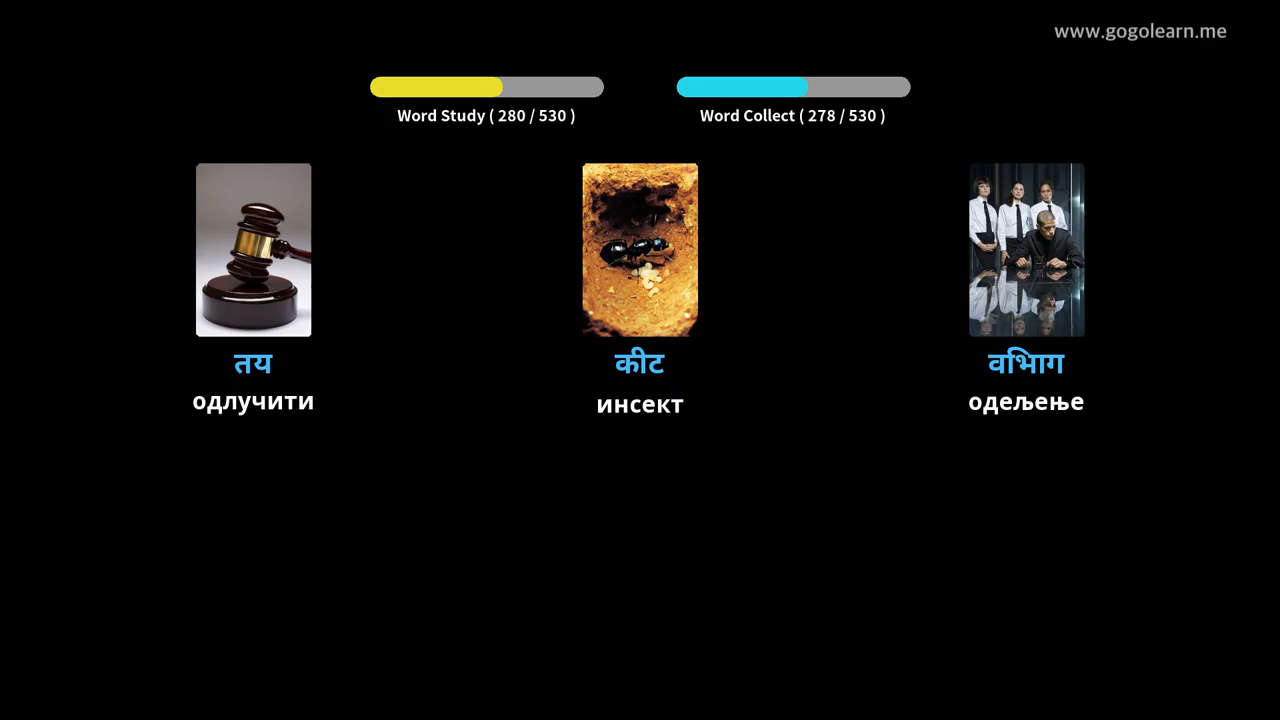 www.gogolearn.me
Word Study ( 280 / 530 )
Word Collect ( 278 / 530 )
तय
कीट
विभाग
одлучити
инсект
одељење